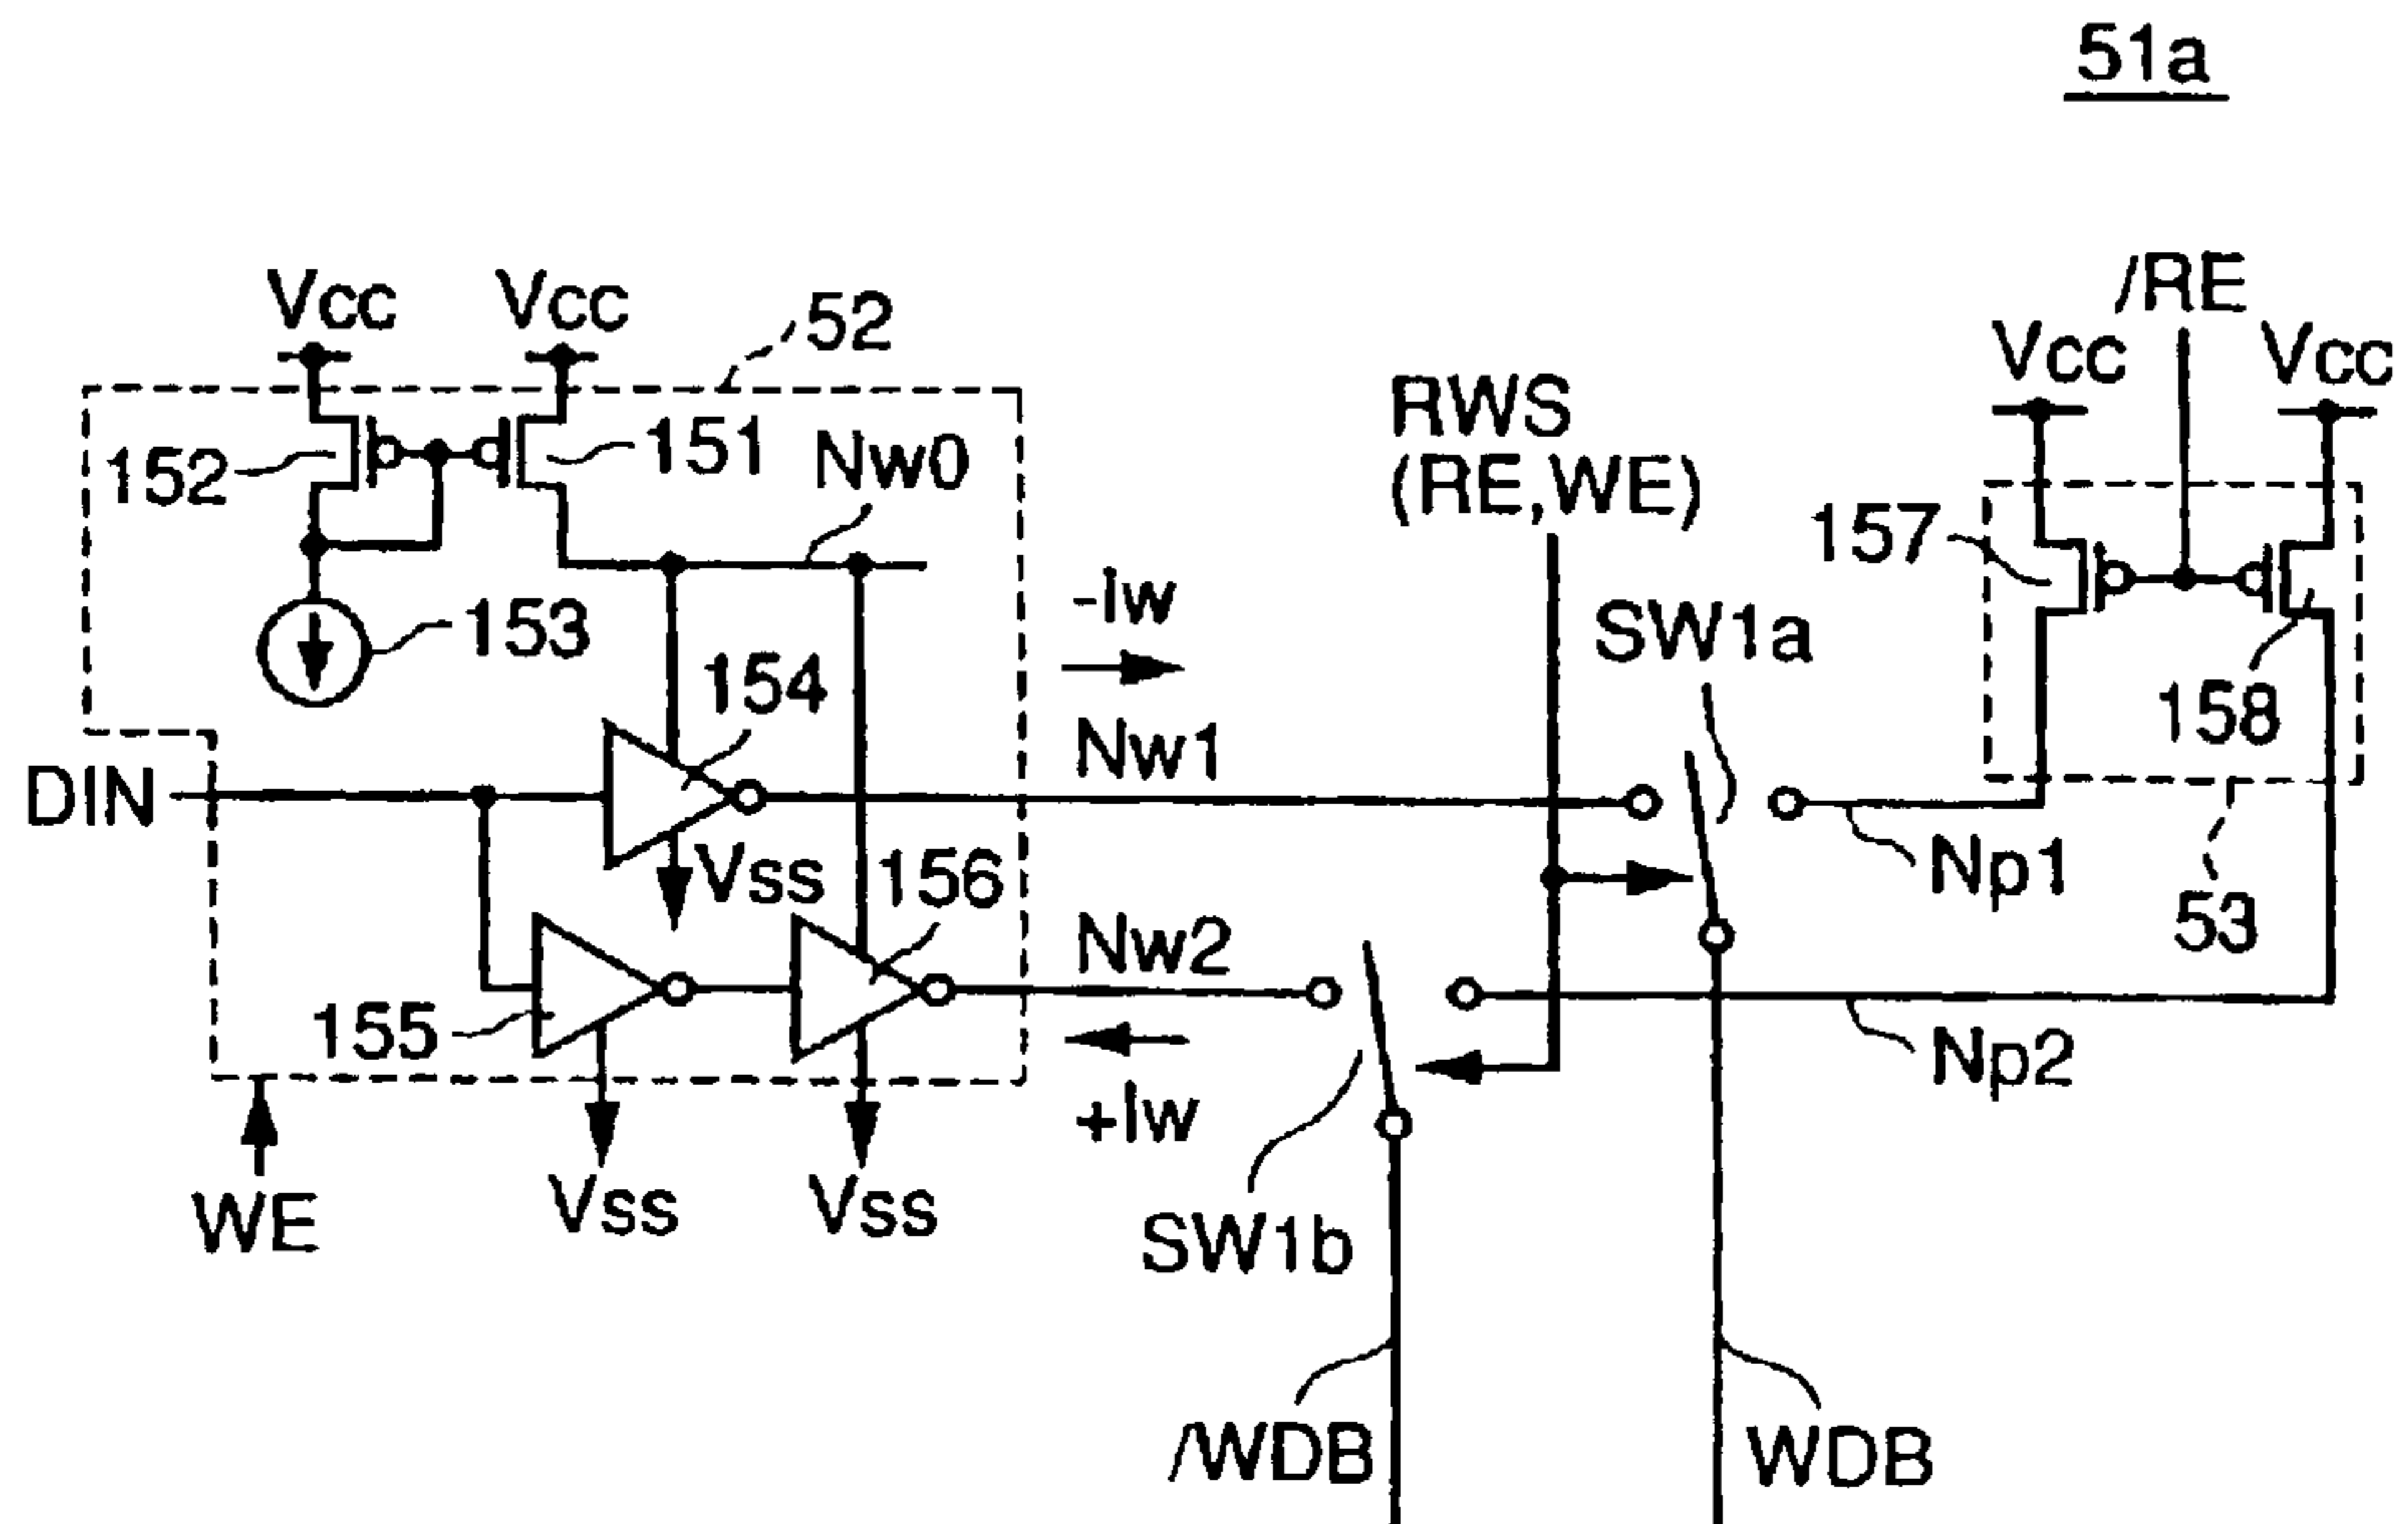 51a
Vcc
Vcc
52
/RE
Vcc
Vcc
152
151
Nw0
RWS
(RE,WE)
157
153
-Iw
SW1a
154
158
Nw1
DIN
Vss
156
Np1
53
Nw2
155
Np2
+Iw
WE
Vss
Vss
SW1b
/WDB
WDB